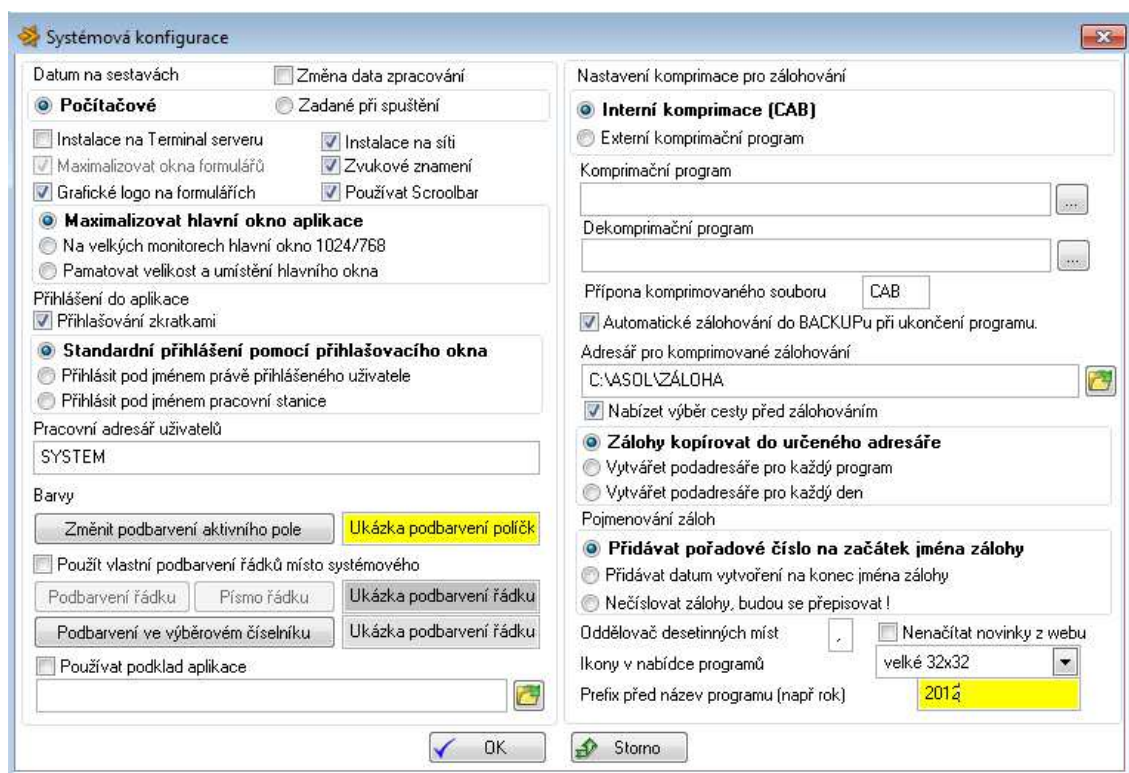 Systémová konfigurace
Datum na sestavách
Změna data zpracování
Počítačové
Zadané při spuštění
Instalace na Terminal serveru
Instalace na síti
Maximalizovat okna formulářů
Zvukové znamení
Grafické logo na formulářích
Používat Scroolbar
Maximalizovat hlavní okno aplikace
Na velkých monitorech hlavní okno 1024/768
Pamatovat velikost a umístění hlavního okna
Přihlášení do aplikace
Přihlašování zkratkami
Standardní přihlášení pomocí přihlašovacího okna
Přihlásit pod jménem právě přihlášeného uživatele
Přihlásit pod jménem pracovní stanice
Pracovní adresář uživatelů
SYSTEM
Barvy
Změnit podbarvení aktivního pole
Ukázka podbarvení políčk
Použít vlastní podbarvení řádků místo systémového
Podbarvení řádku
Písmo řádku
Ukázka podbarvení řádku
Podbarvení ve výběrovém číselníku
Ukázka podbarvení řádku
Používat podklad aplikace
Nastavení komprimace pro zálohování
Interní komprimace (CAB)
Externí komprimační program
Komprimační program
...
Dekomprimační program
...
Přípona komprimovaného souboru
CAB
Automatické zálohování do BACKUPu při ukončení programu.
Adresář pro komprimované zálohování
C:\ASOL\ZÁLOHA
Nabízet výběr cesty před zálohováním
Zálohy kopírovat do určeného adresáře
Vytvářet podadresáře pro každý program
Vytvářet podadresáře pro každý den
Pojmenování záloh
Přidávat pořadové číslo na začátek jména zálohy
Přidávat datum vytvoření na konec jména zálohy
Nečíslovat zálohy, budou se přepisovat !
Oddělovač desetinných míst
,
Nenačítat novinky z webu
Ikony v nabídce programů
velké 32x32
Prefix před název programu (např rok)
2012
OK
Storno